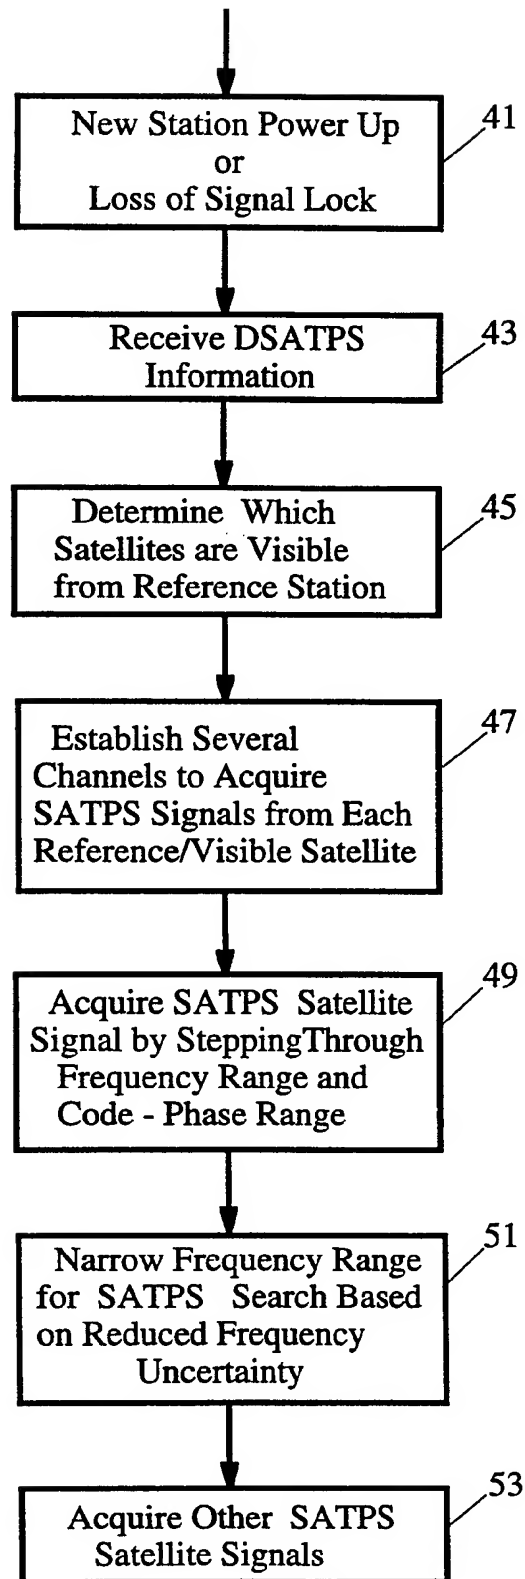 New Station Power Up
or
Loss of Signal Lock
41
Receive DSATPS
Information
43
Determine Which
Satellites are Visible
from Reference Station
45
Establish Several
Channels to Acquire
SATPS Signals from Each
Reference/Visible Satellite
47
Acquire SATPS Satellite
Signal by SteppingThrough
Frequency Range and
Code - Phase Range
49
Narrow Frequency Range
for SATPS Search Based
on Reduced Frequency
Uncertainty
51
Acquire Other SATPS
Satellite Signals
53